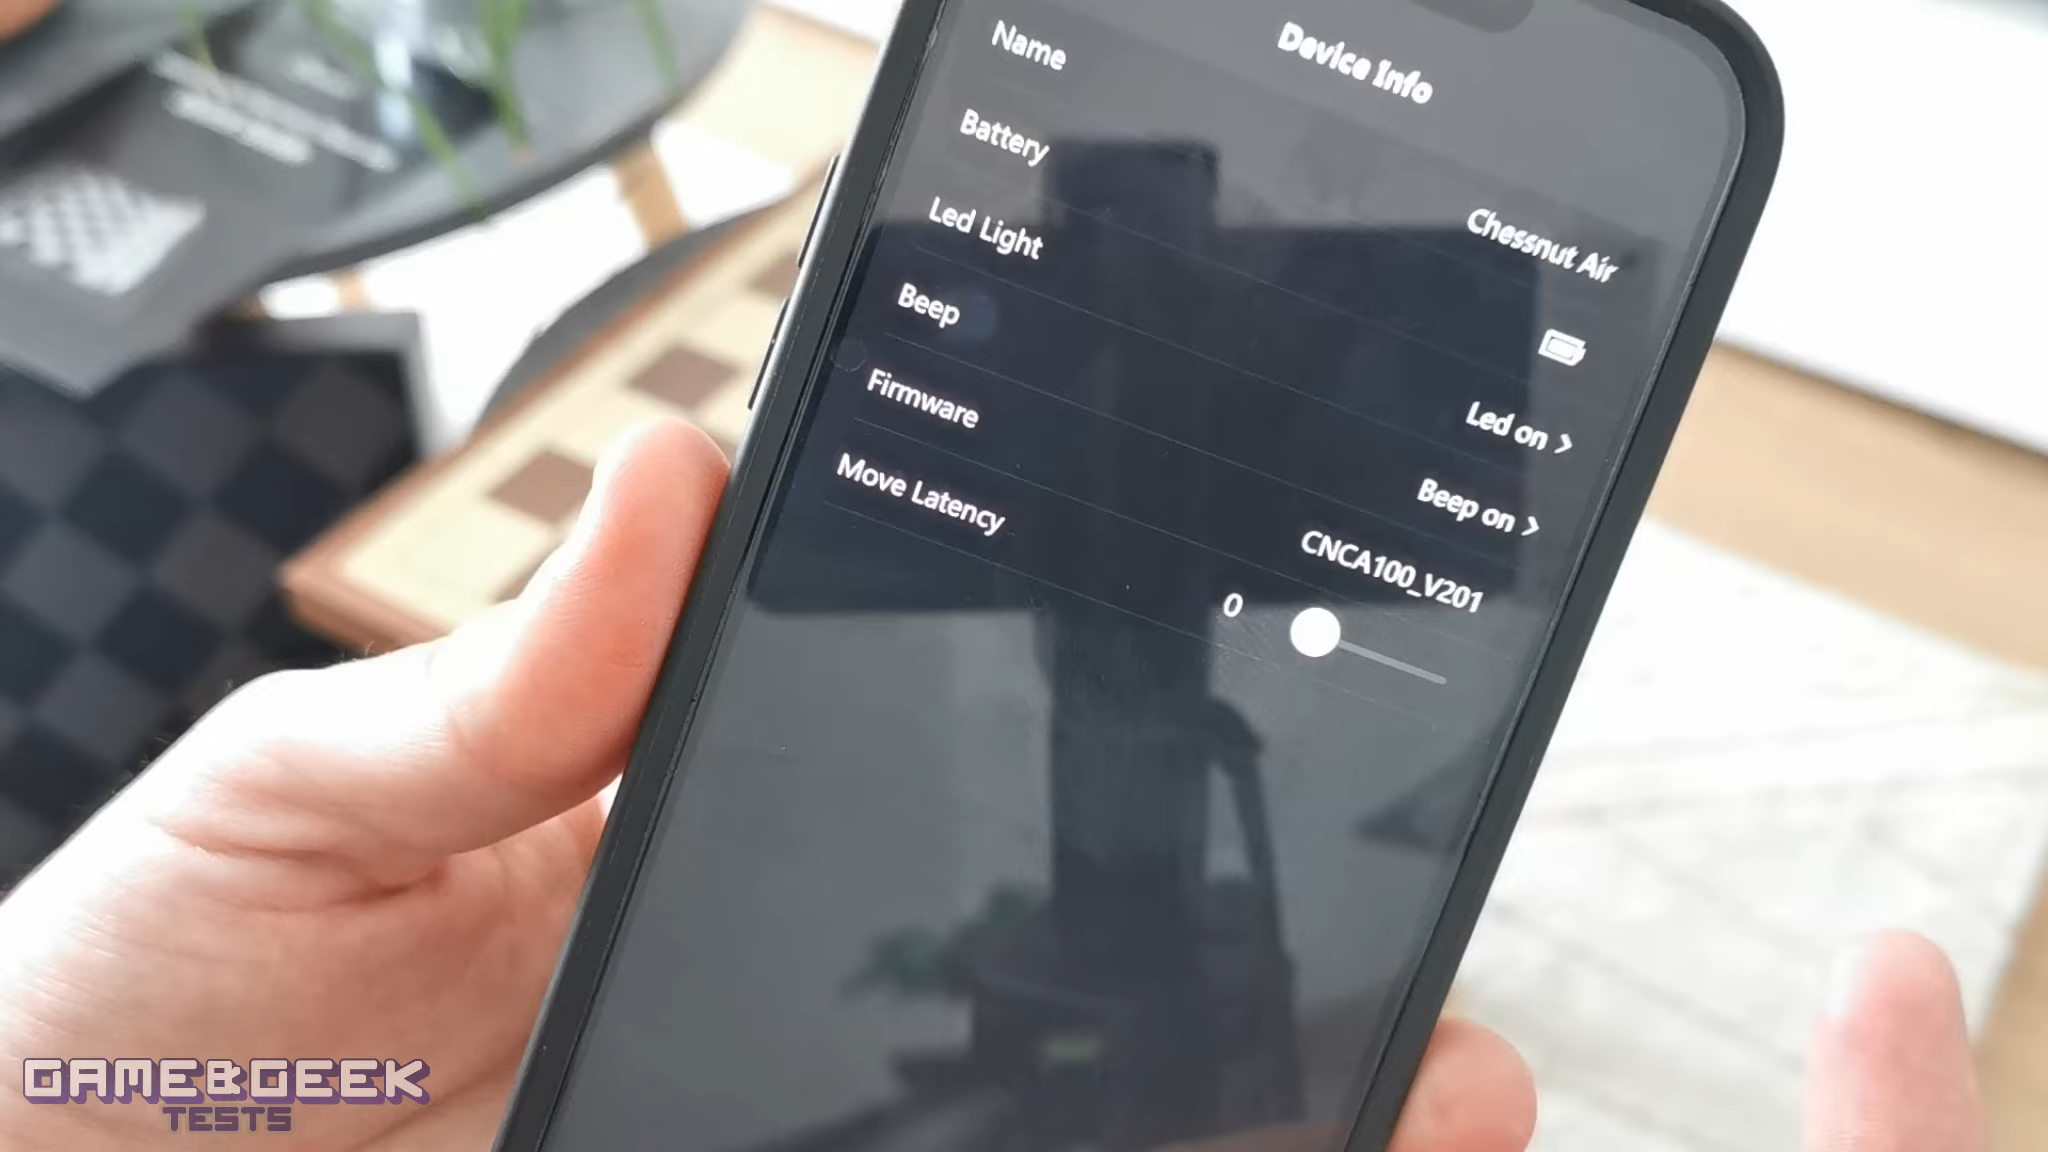 Device Info
Name
Chessnut Air
Battery
Led Light
Led on >
Beep
Beep on >
Firmware
CNCA100_V201
Move Latency
0
GAME&GEEK
TESTS